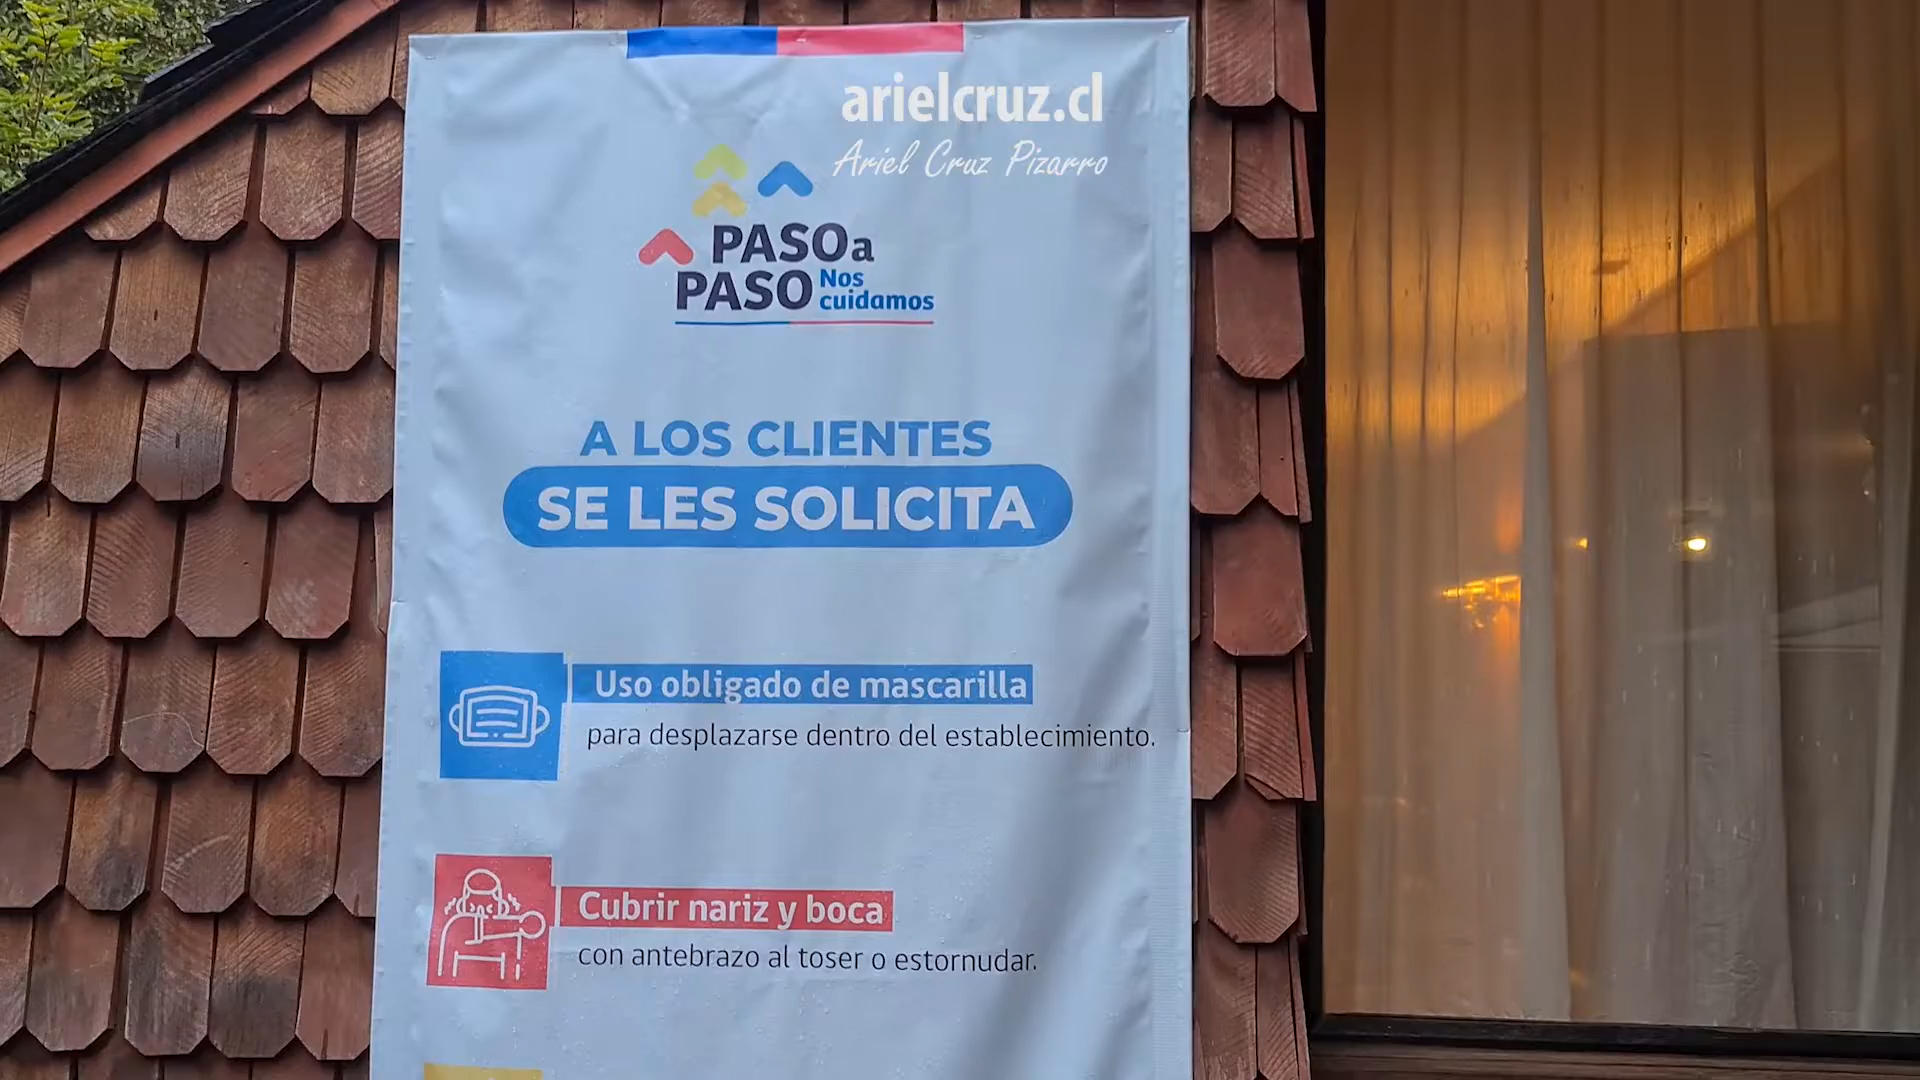 arielcruz.cl
Ariel Cruz Pizarro
PASO a
PASO Nos
cuidamos
A LOS CLIENTES
SE LES SOLICITA
Uso obligado de mascarilla
para desplazarse dentro del establecimiento.
Cubrir nariz y boca
con antebrazo al toser o estornudar.